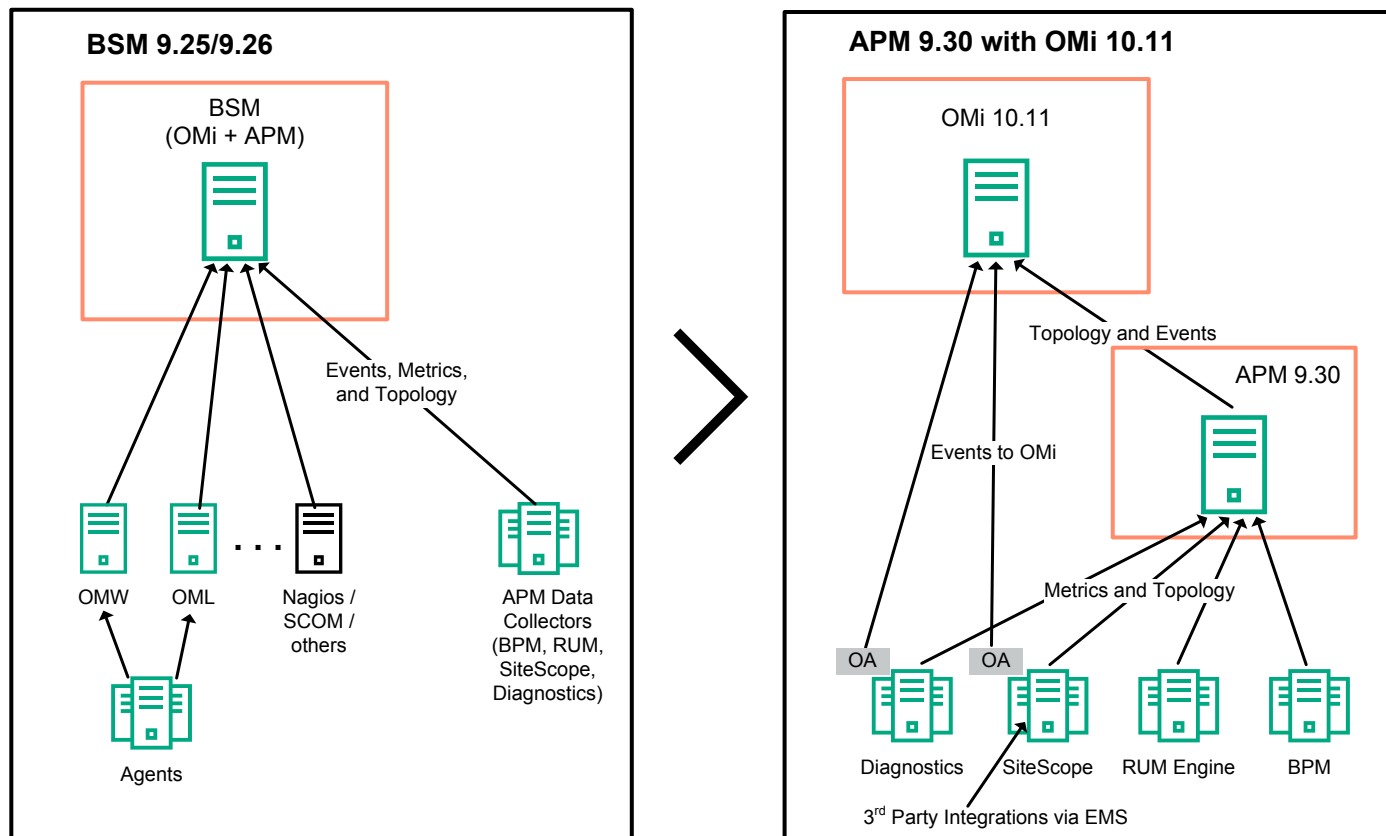 BSM 9.25/9.26
BSM
(OMi + APM)
Events, Metrics,
and Topology
. . .
OMW
OML
Nagios /
SCOM /
others
APM Data
Collectors
(BPM, RUM,
SiteScope,
Diagnostics)
Agents
APM 9.30 with OMi 10.11
OMi 10.11
Topology and Events
APM 9.30
Events to OMi
Metrics and Topology
OA
OA
Diagnostics
SiteScope
RUM Engine
BPM
3rd Party Integrations via EMS